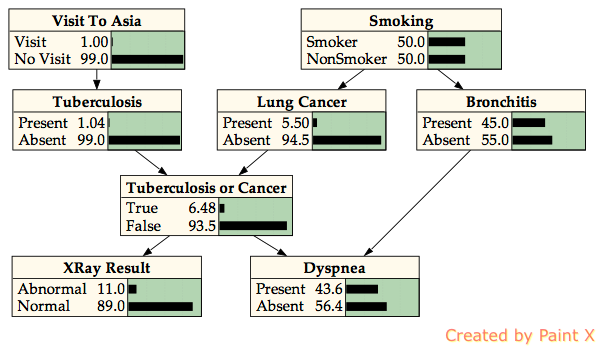 Visit To Asia
Visit 1.00
No Visit 99.0
Smoking
Smoker 50.0
NonSmoker 50.0
Tuberculosis
Present 1.04
Absent 99.0
Lung Cancer
Present 5.50
Absent 94.5
Bronchitis
Present 45.0
Absent 55.0
Tuberculosis or Cancer
True 6.48
False 93.5
XRay Result
Abnormal 11.0
Normal 89.0
Dyspnea
Present 43.6
Absent 56.4
Created by Paint X